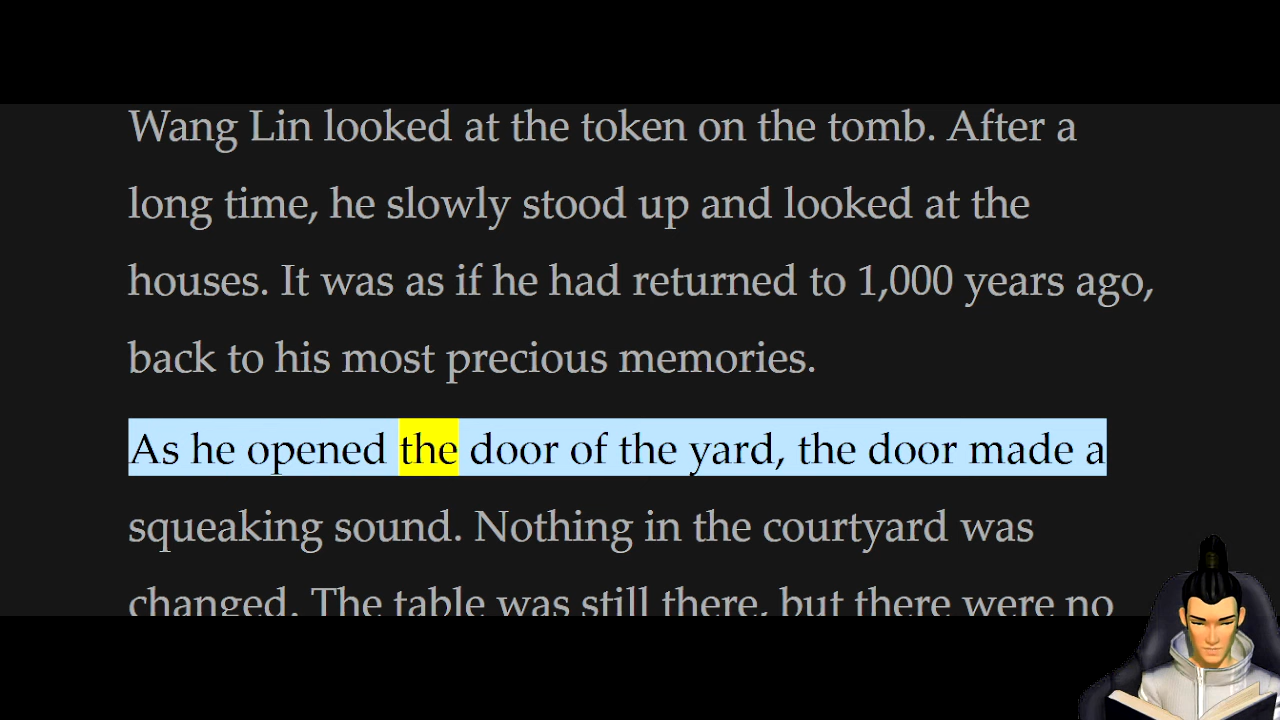 Wang Lin looked at the token on the tomb. After a
long time, he slowly stood up and looked at the
houses. It was as if he had returned to 1,000 years ago,
back to his most precious memories.
As he opened the door of the yard, the door made a
squeaking sound. Nothing in the courtyard was
changed. The table was still there, but there were no